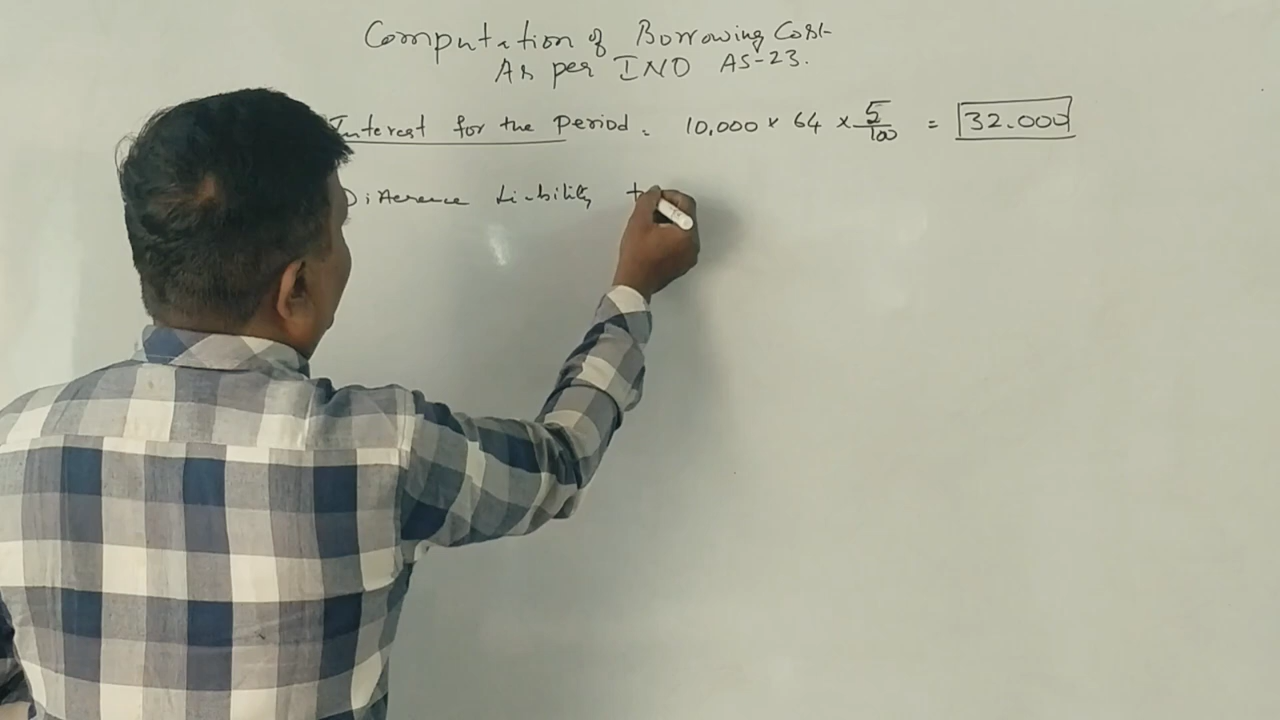 Computation of Borrowing Cost
As per IND AS-23.
Interest for the Period. 10,000 × 64 × 5/100 = 32.000
Difference Liability